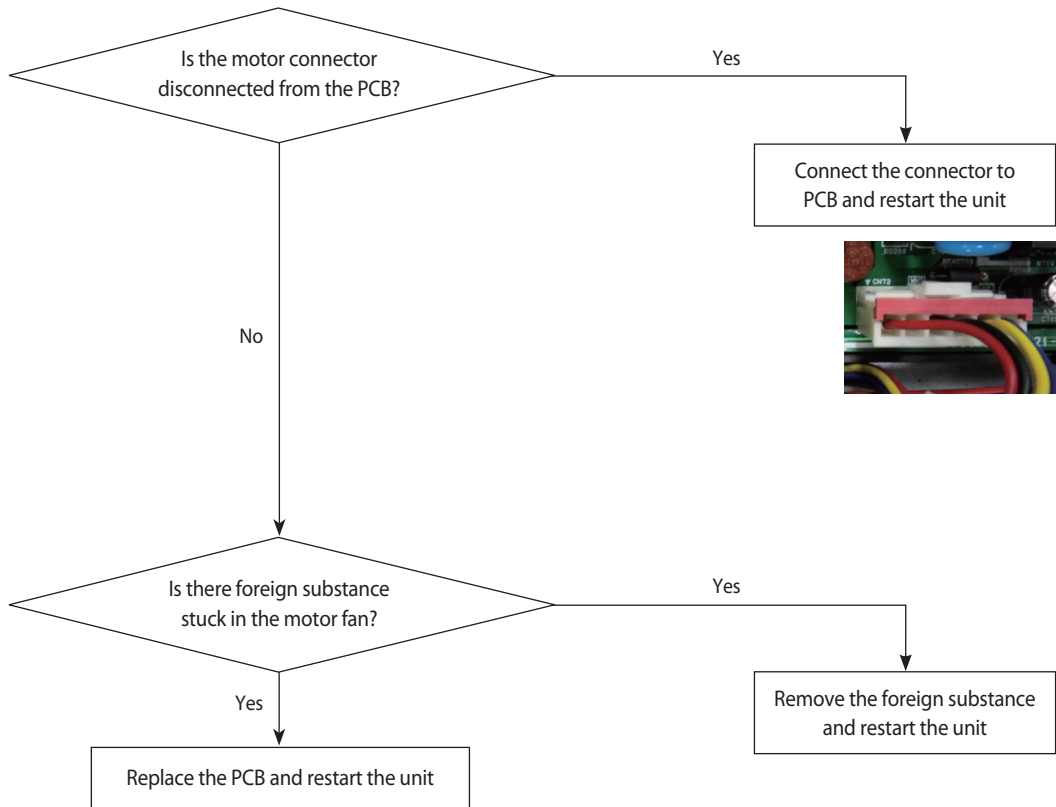 Is the motor connector
disconnected from the PCB?
Yes
Connect the connector to
PCB and restart the unit
CN73
No
Is there foreign substance
stuck in the motor fan?
Yes
Yes
Remove the foreign substance
and restart the unit
Replace the PCB and restart the unit